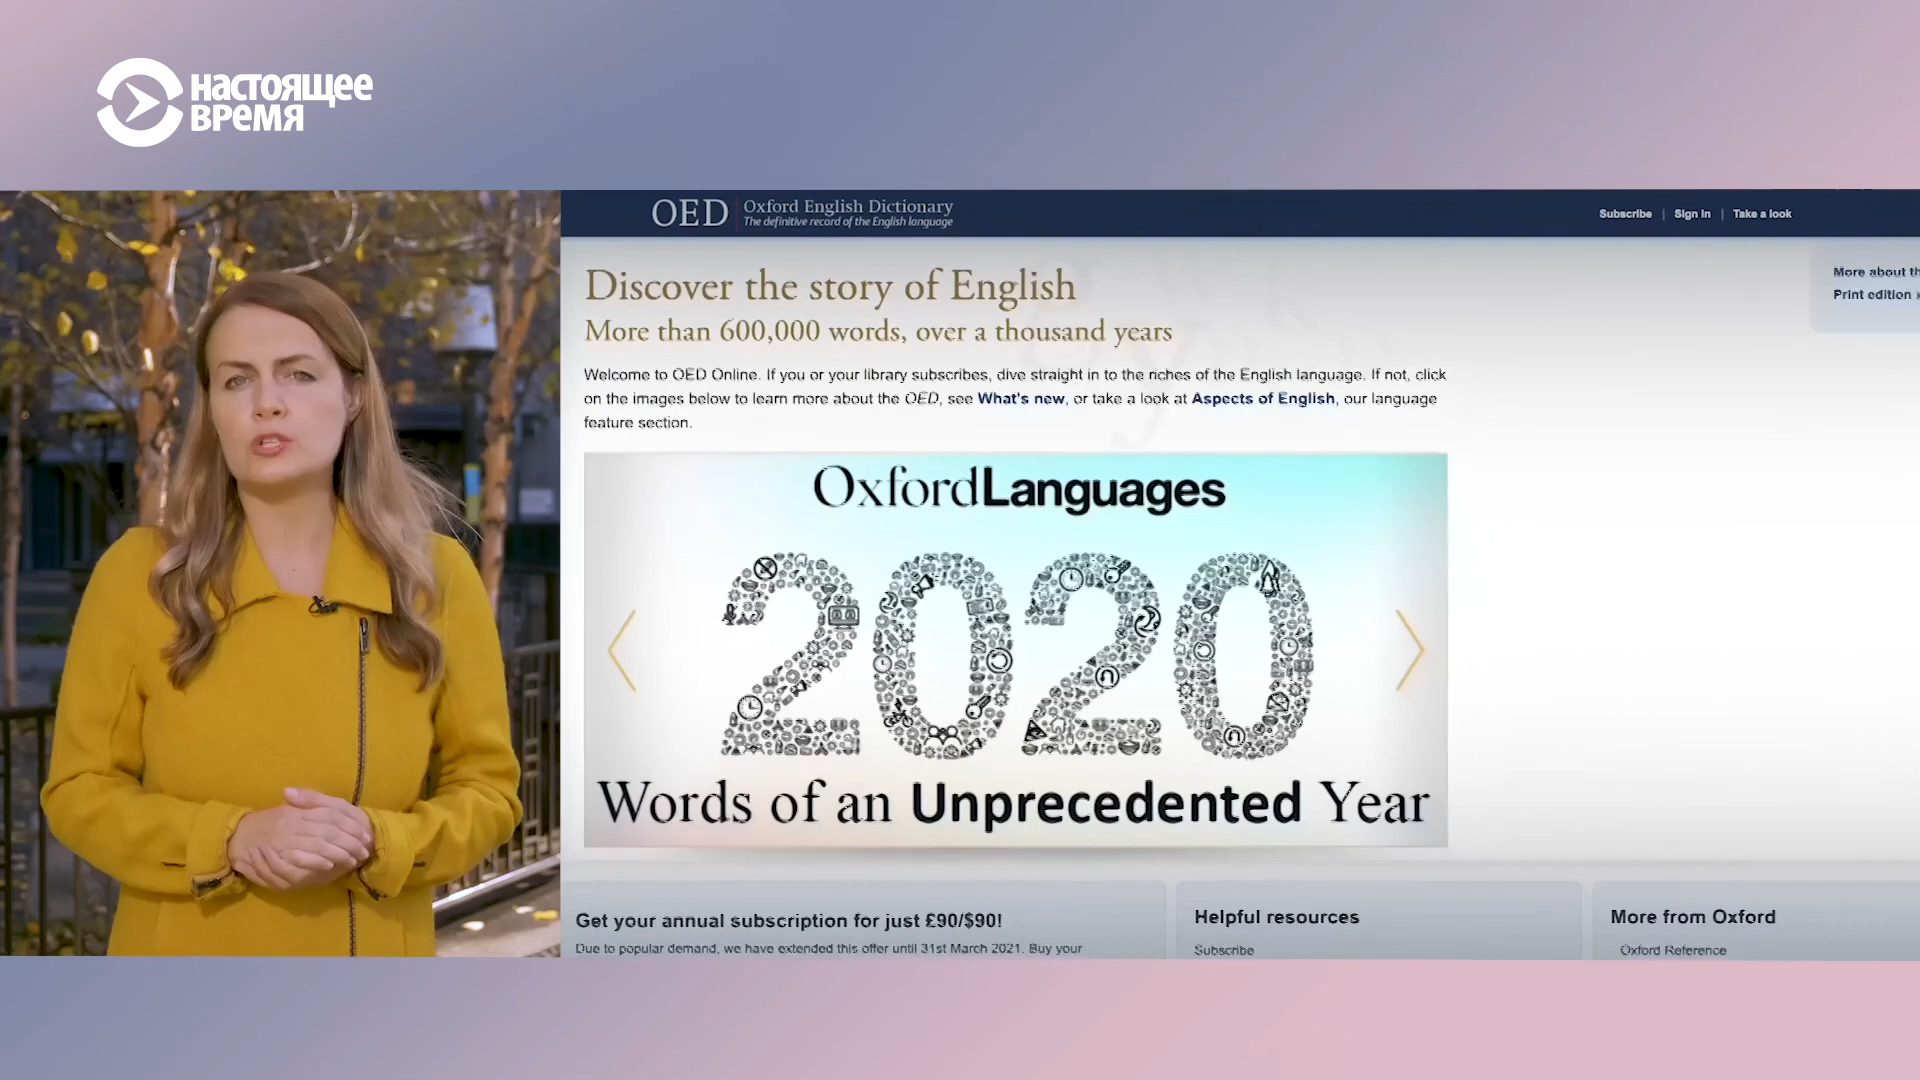 НАСТОЯЩЕЕ
ВРЕМЯ
OED
Oxford English Dictionary
The definitive record of the English language
Subscribe | Sign in | Take a look
Discover the story of English
More than 600,000 words, over a thousand years
Welcome to OED Online. If you or your library subscribes, dive straight in to the riches of the English language. If not, click
on the images below to learn more about the OED, see What's new, or take a look at Aspects of English, our language
feature section.
More about th
Print edition »
OxfordLanguages
2020
Words of an Unprecedented Year
Get your annual subscription for just £90/$90!
Due to popular demand, we have extended this offer until 31st March 2021. Buy your
Helpful resources
Subscribe
More from Oxford
Oxford Reference